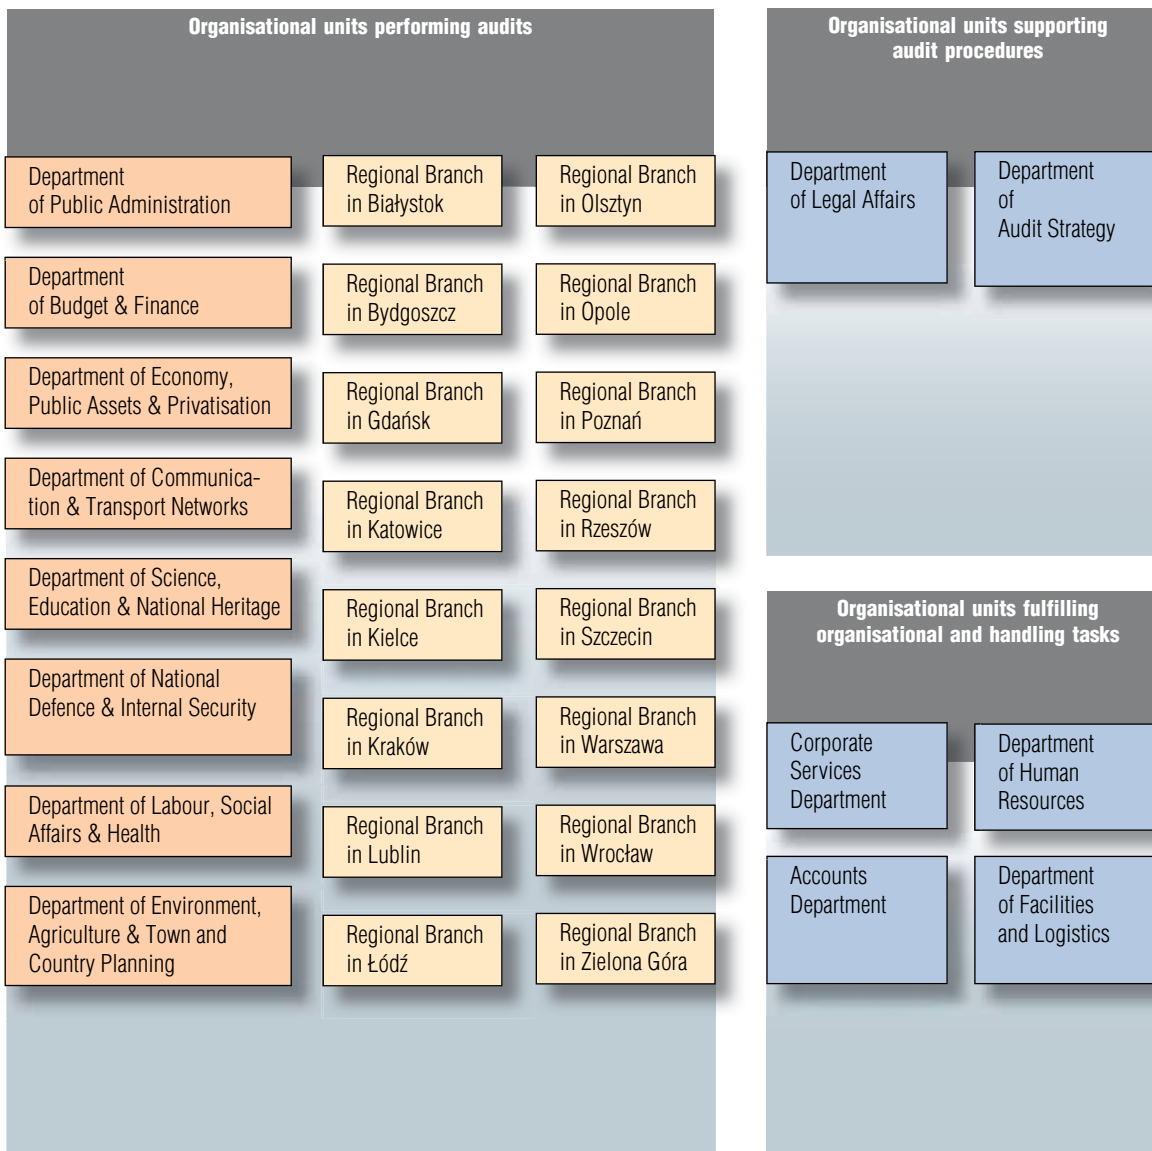 Organisational units performing audits
Department
of Public Administration
Department
of Budget & Finance
Department of Economy,
Public Assets & Privatisation
Department of Communica-
tion & Transport Networks
Department of Science,
Education & National Heritage
Department of National
Defence & Internal Security
Department of Labour, Social
Affairs & Health
Department of Environment,
Agriculture & Town and
Country Planning
Regional Branch
in Białystok
Regional Branch
in Bydgoszcz
Regional Branch
in Gdańsk
Regional Branch
in Katowice
Regional Branch
in Kielce
Regional Branch
in Kraków
Regional Branch
in Lublin
Regional Branch
in Łódź
Regional Branch
in Olsztyn
Regional Branch
in Opole
Regional Branch
in Poznań
Regional Branch
in Rzeszów
Regional Branch
in Szczecin
Regional Branch
in Warszawa
Regional Branch
in Wrocław
Regional Branch
in Zielona Góra
Organisational units supporting
audit procedures
Department
of Legal Affairs
Department
of
Audit Strategy
Organisational units fulfilling
organisational and handling tasks
Corporate
Services
Department
Department
of Human
Resources
Accounts
Department
Department
of Facilities
and Logistics